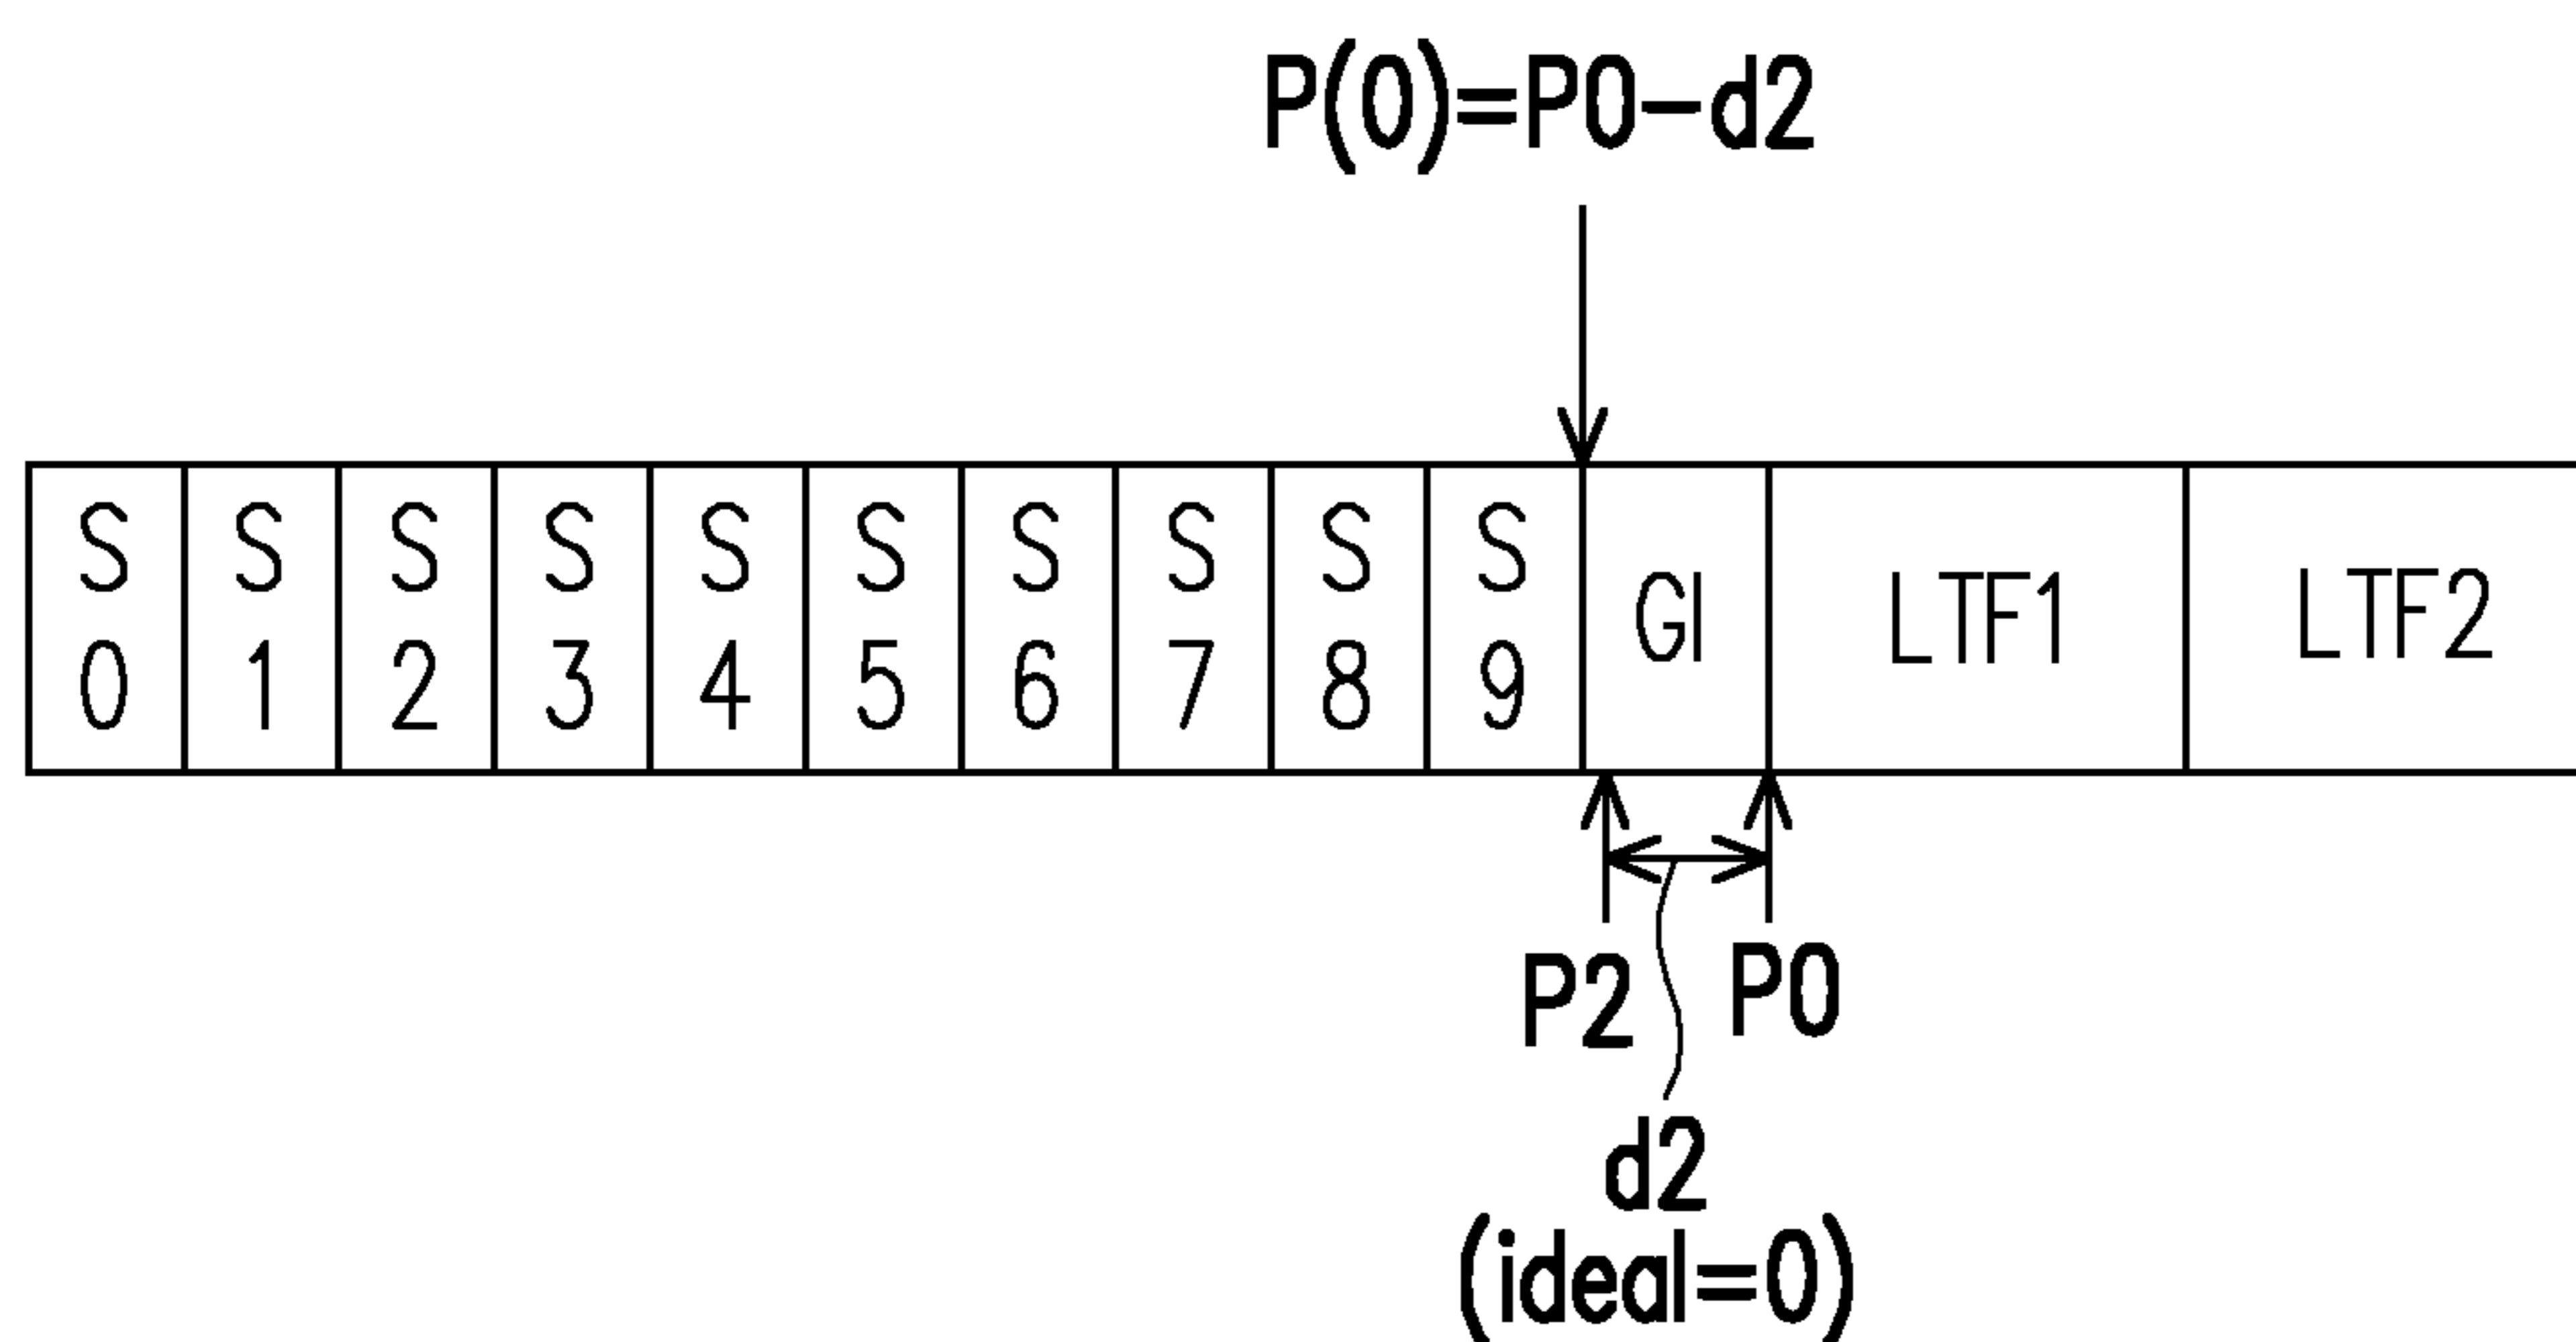 P(0)=P0-d2
S S S S S S S S S S
0 1 2 3 4 5 6 7 8 9
GI LTF1 LTF2
P2 P0
d2
(ideal=0)